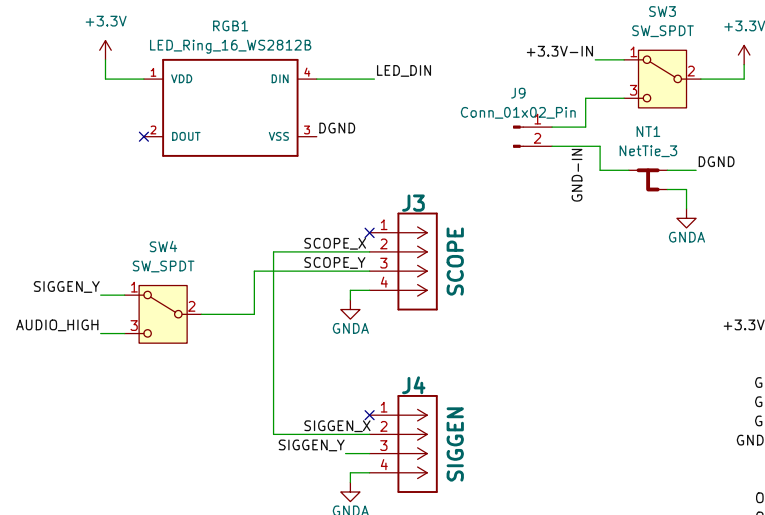 +3.3V
RGB1
LED_Ring_16_WS2812B
1 VDD DIN 4 LED_DIN
2 DOUT VSS 3 DGND
SW3
SW_SPDT
+3.3V
+3.3V-IN 1
2
3
J9
Conn_01x02_Pin
1
2
GND-IN
NT1
NetTie_3
DGND
GNDA
J3
1
SCOPE_X 2
SCOPE_Y 3
4
SCOPE
GNDA
SW4
SW_SPDT
SIGGEN_Y 1
2
AUDIO_HIGH 3
+3.3V
G
G
G
GND
J4
1
SIGGEN_X 2
SIGGEN_Y 3
4
SIGGEN
GNDA
O